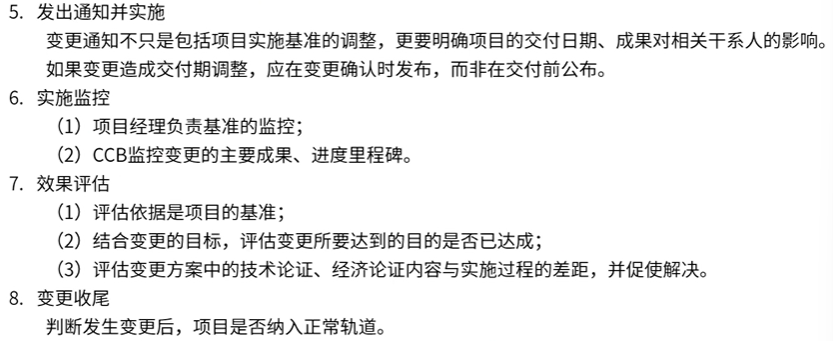 5. 发出通知并实施
变更通知不只是包括项目实施基准的调整，更要明确项目的交付日期、成果对相关干系人的影响。
如果变更造成交付期调整，应在变更确认时发布，而非在交付前公布。
6. 实施监控
（1）项目经理负责基准的监控；
（2）CCB监控变更的主要成果、进度里程碑。
7. 效果评估
（1）评估依据是项目的基准；
（2）结合变更的目标，评估变更所要达到的目的是否已达成；
（3）评估变更方案中的技术论证、经济论证内容与实施过程的差距，并促使解决。
8. 变更收尾
判断发生变更后，项目是否纳入正常轨道。